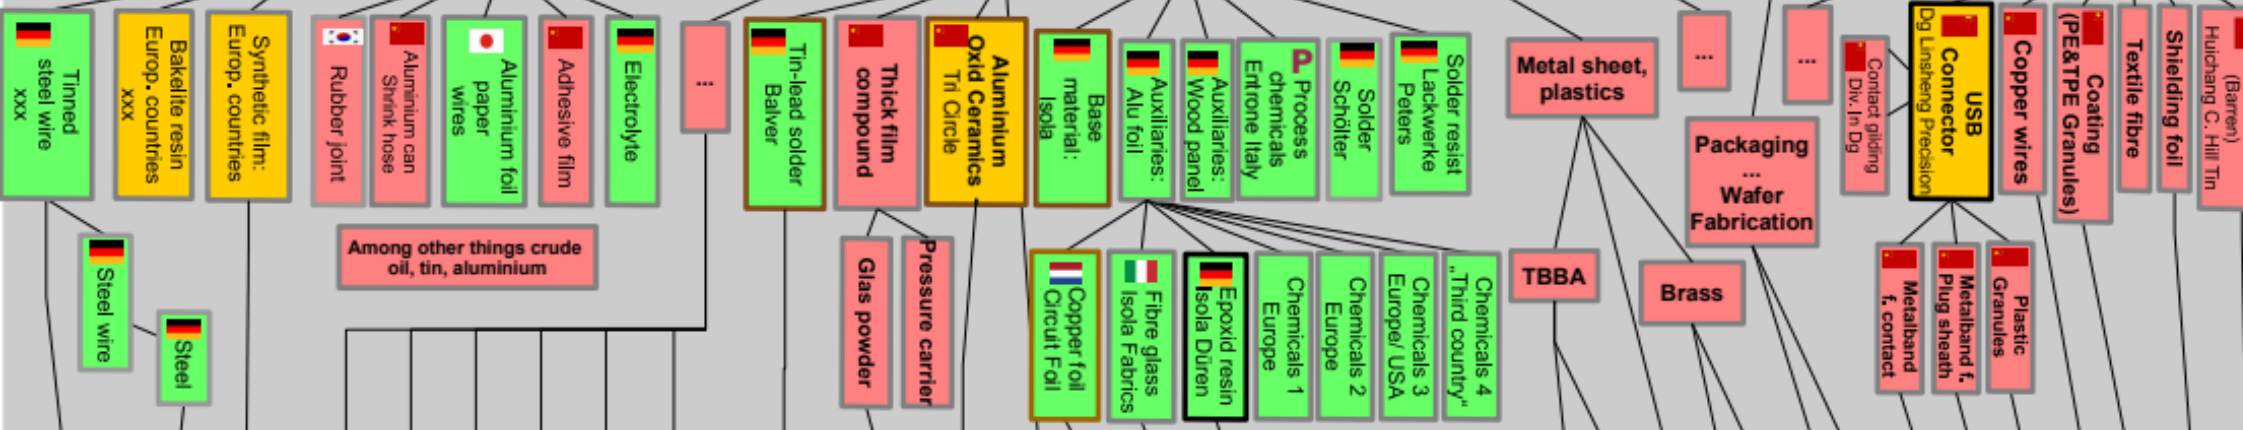 Tinned
steel wire
xxx
Bakelite resin
Europ. countries
xxx
Synthetic film:
Europ. countries
Rubber joint
Aluminium can
Shrink hose
Aluminium foil
paper
wires
Adhesive film
Electrolyte
...
Tin-lead solder
Balver
Thick film
compound
Aluminium
Oxid Ceramics
Tri Circle
Base
material:
Isola
Auxiliaries:
Alu foil
Auxiliaries:
Wood panel
P
Process
chemicals
Entrone Italy
Solder
Schölter
Solder resist
Lackwerke
Peters
Metal sheet,
plastics
...
...
Packaging
...
Wafer
Fabrication
Contact gilding
Div. In Dg
USB
Connector
Dg Linsheng Precision
Copper wires
Coating
(PE&TPE Granules)
Textile fibre
Shielding foil
(Barren)
Huichang C. Hill Tin
Steel wire
Steel
Among other things crude
oil, tin, aluminium
Glas powder
Pressure carrier
Copper foil
Circuit Foil
Fibre glass
Isola Fabrics
Epoxid resin
Isola Düren
Chemicals 1
Europe
Chemicals 2
Europe
Chemicals 3
Europe/ USA
Chemicals 4
„Third country"
TBBA
Brass
Metalband
f. contact
Metalband f.
Plug sheath
Plastic
Granules